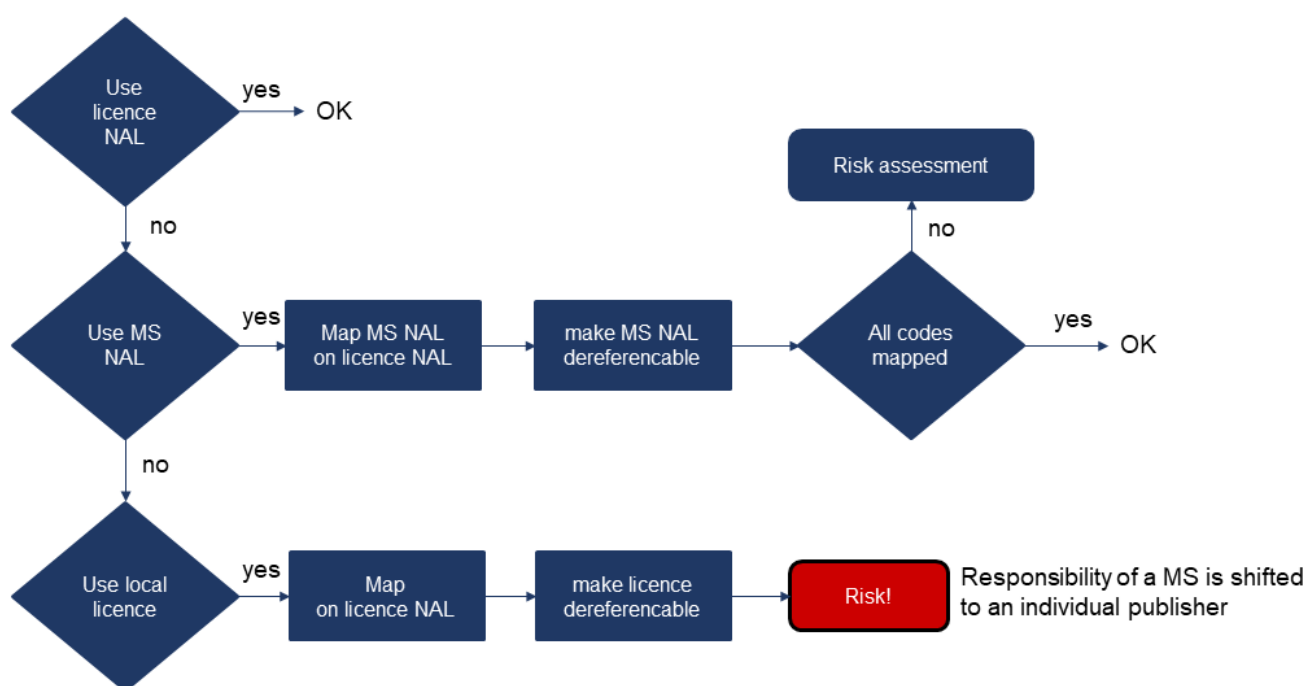 Use
licence
NAL
yes
OK
no
Risk assessment
no
Use MS
NAL
yes
Map MS NAL
on licence NAL
make MS NAL
dereferencable
All codes
mapped
yes
OK
no
Use local
licence
yes
Map
on licence NAL
make licence
dereferencable
Risk!
Responsibility of a MS is shifted
to an individual publisher